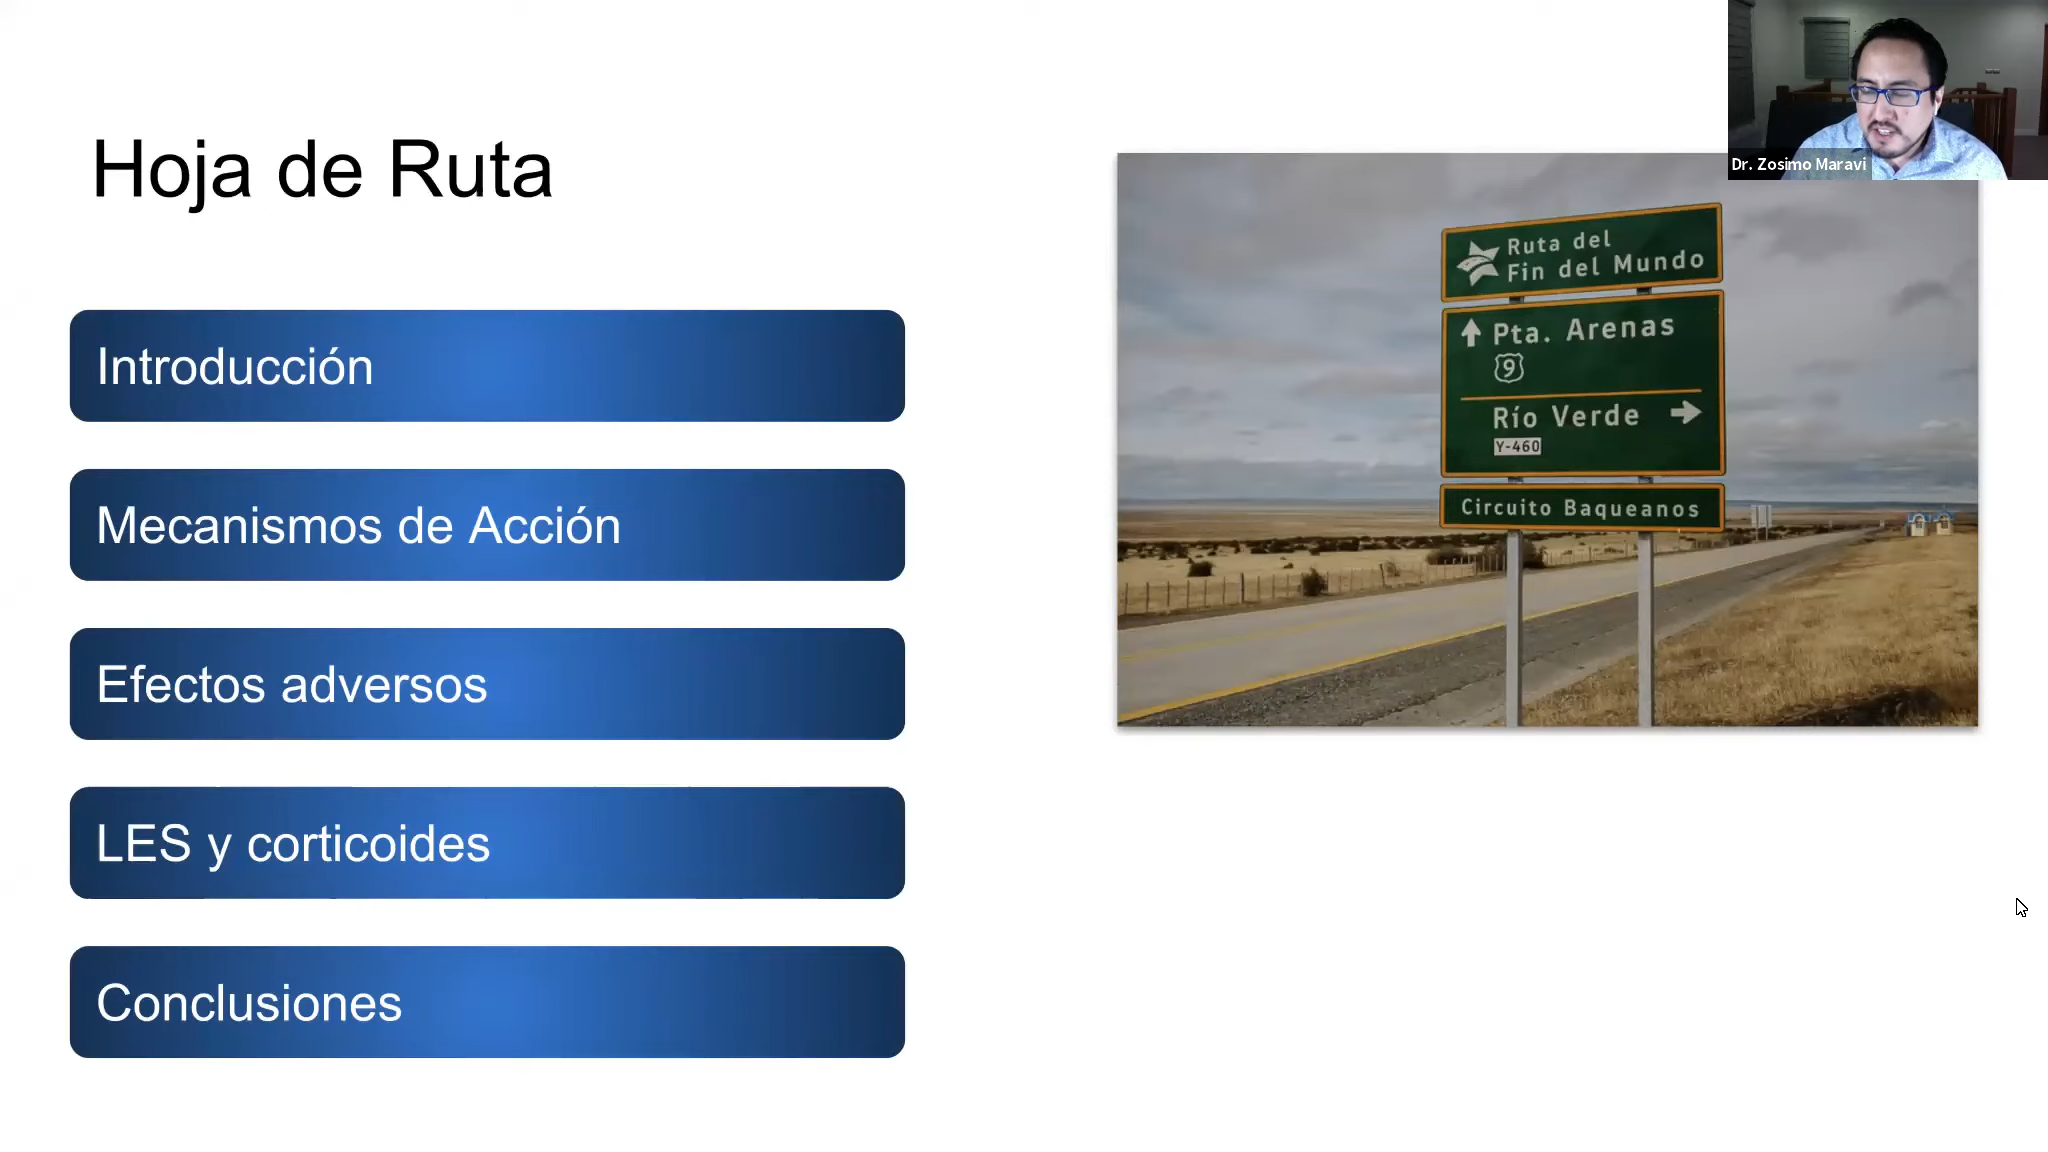 Hoja de Ruta
Introducción
Mecanismos de Acción
Efectos adversos
LES y corticoides
Conclusiones
Ruta del
Fin del Mundo
Pta. Arenas
9
Río Verde
Y-460
Circuito Baqueanos
Dr. Zosimo Maravi